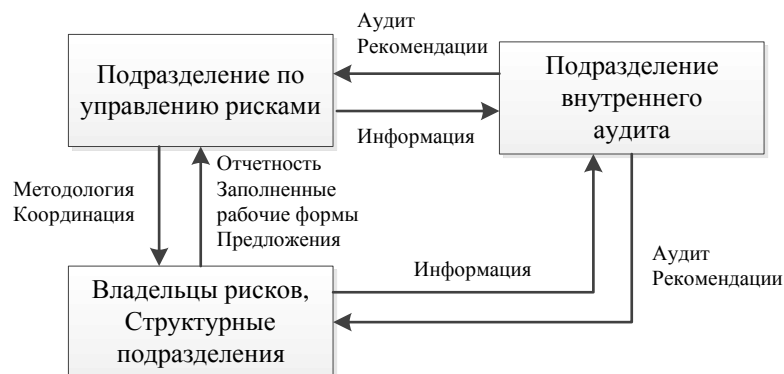 Аудит
Рекомендации
Подразделение по
управлению рисками
Подразделение
внутреннего
аудита
Информация
Методология
Координация
Отчетность
Заполненные
рабочие формы
Предложения
Информация
Аудит
Рекомендации
Владельцы рисков,
Структурные
подразделения